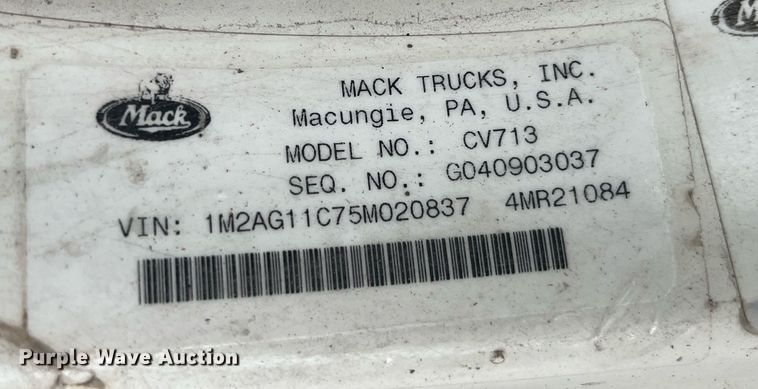 Mack
MACK TRUCKS, INC.
Macungie, PA, U.S.A.
MODEL NO.: CV713
SEQ. NO.: G040903037
VIN: 1M2AG11C75M020837 4MR21084
Purple Wave Auction